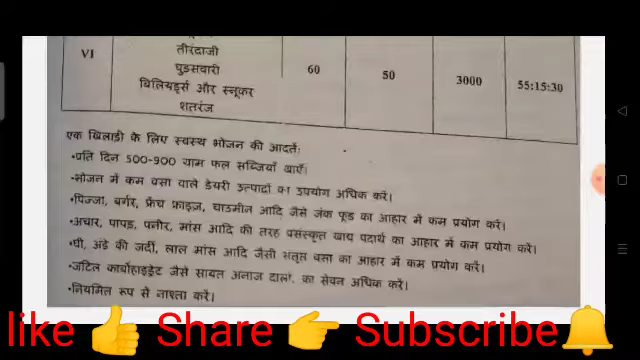 VI तीरंदाजी 60 50 3000 55:15:30
घुडसवारी
बिलियर्ड्स और स्नूकर
शतरंज
एक खिलाडी के लिए स्वस्थ भोजन की आदतें:
•प्रति दिन 500-900 ग्राम फल सब्जियाँ खाएँ।
•भोजन में कम वसा वाले डेयरी उत्पादों का उपयोग अधिक करें।
•पिज्जा, बर्गर, फ्रेंच फ्राइज़, चाउमीन आदि जैसे जंक फूड का आहार में कम प्रयोग करें।
•अचार, पापड़, पनीर, मांस आदि की तरह परसंस्कृत खाद्य पदार्थ का आहार में कम प्रयोग करें।
•घी, अंडे की जर्दी, लाल मांस आदि जैसी संतृप्त वसा का आहार में कम प्रयोग करें।
•जटिल कार्बोहाइड्रेट जैसे साबत अनाज दालों, का सेवन अधिक करें।
•नियमित रूप से नाश्ता करें।
like Share Subscribe